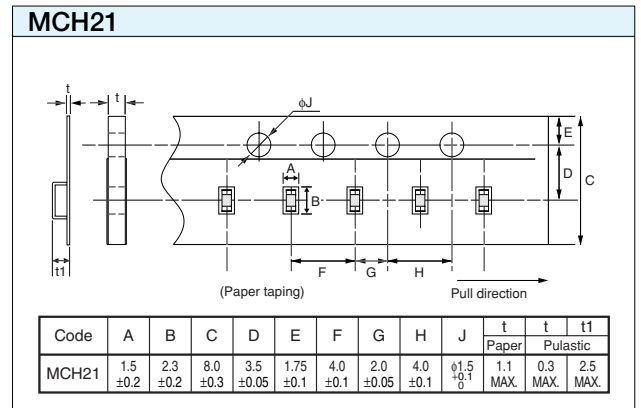 MCH21
t
t
φJ
E
A
D
C
B
F
G
H
t1
(Paper taping)
Pull direction
Code A B C D E F G H J t t t1
Paper Pulastic
MCH21 1.5 ±0.2 2.3 ±0.2 8.0 ±0.3 3.5 ±0.05 1.75 ±0.1 4.0 ±0.1 2.0 ±0.05 4.0 ±0.1 φ1.5 +0.1 0 1.1 MAX. 0.3 MAX. 2.5 MAX.